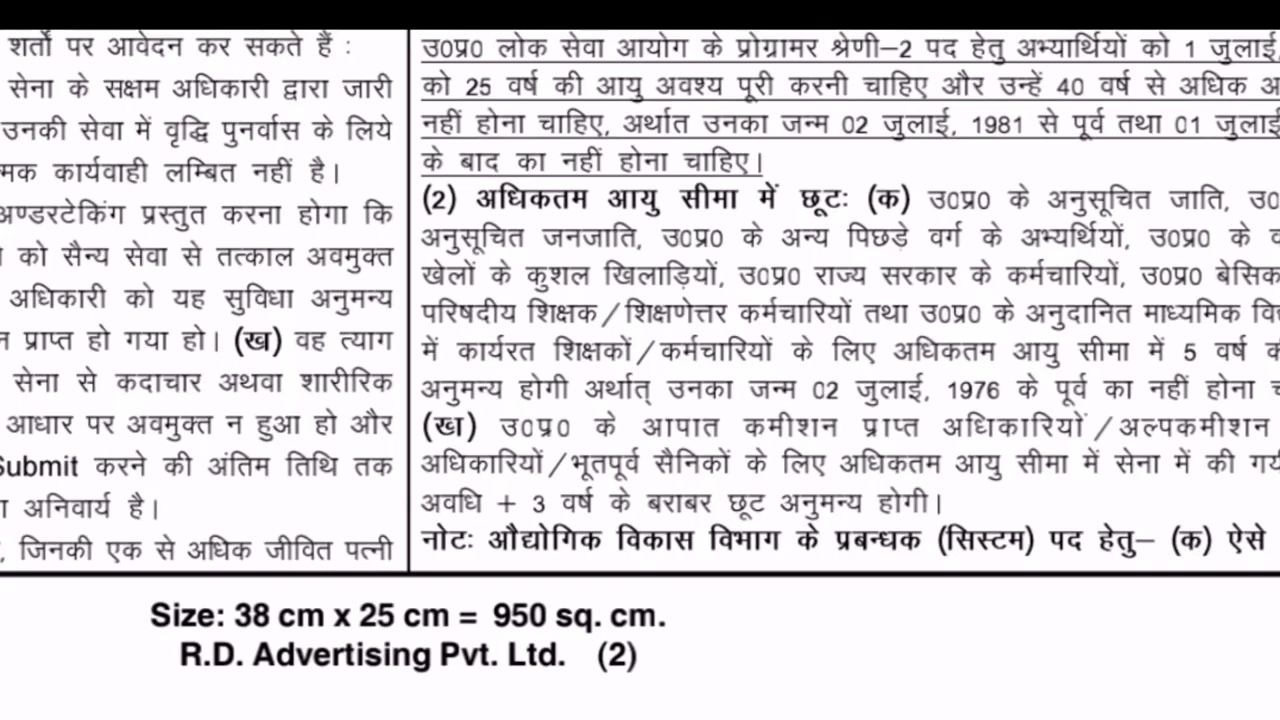 शर्तों पर आवेदन कर सकते हैं :
सेना के सक्षम अधिकारी द्वारा जारी
उनकी सेवा में वृद्धि पुनर्वास के लिये
मक कार्यवाही लम्बित नहीं है।
अण्डरटेकिंग प्रस्तुत करना होगा कि
को सैन्य सेवा से तत्काल अवमुक्त
अधिकारी को यह सुविधा अनुमन्य
प्राप्त हो गया हो। (ख) वह त्याग
सेना से कदाचार अथवा शारीरिक
आधार पर अवमुक्त न हुआ हो और
Submit करने की अंतिम तिथि तक
अनिवार्य है।
, जिनकी एक से अधिक जीवित पत्नी
उ0प्र0 लोक सेवा आयोग के प्रोग्रामर श्रेणी–2 पद हेतु अभ्यार्थियों को 1 जुलाई,
को 25 वर्ष की आयु अवश्य पूरी करनी चाहिए और उन्हें 40 वर्ष से अधिक
नहीं होना चाहिए, अर्थात उनका जन्म 02 जुलाई, 1981 से पूर्व तथा 01 जुलाई
के बाद का नहीं होना चाहिए।
(2) अधिकतम आयु सीमा में छूटः (क) उ0प्र0 के अनुसूचित जाति, उ0
अनुसूचित जनजाति, उ0प्र0 के अन्य पिछड़े वर्ग के अभ्यर्थियों, उ0प्र0 के
खेलों के कुशल खिलाड़ियों, उ0प्र0 राज्य सरकार के कर्मचारियों, उ0प्र0 बेसिक
परिषदीय शिक्षक/शिक्षणेत्तर कर्मचारियों तथा उ0प्र0 के अनुदानित माध्यमिक
में कार्यरत शिक्षकों/कर्मचारियों के लिए अधिकतम आयु सीमा में 5 वर्ष
अनुमन्य होगी अर्थात् उनका जन्म 02 जुलाई, 1976 के पूर्व का नहीं होना
(ख) उ0प्र0 के आपात कमीशन प्राप्त अधिकारियों/अल्पकमीशन
अधिकारियों/भूतपूर्व सैनिकों के लिए अधिकतम आयु सीमा में सेना में की
अवधि + 3 वर्ष के बराबर छूट अनुमन्य होगी।
नोटः औद्योगिक विकास विभाग के प्रबन्धक (सिस्टम) पद हेतु– (क) ऐसे
Size: 38 cm x 25 cm = 950 sq. cm.
R.D. Advertising Pvt. Ltd. (2)